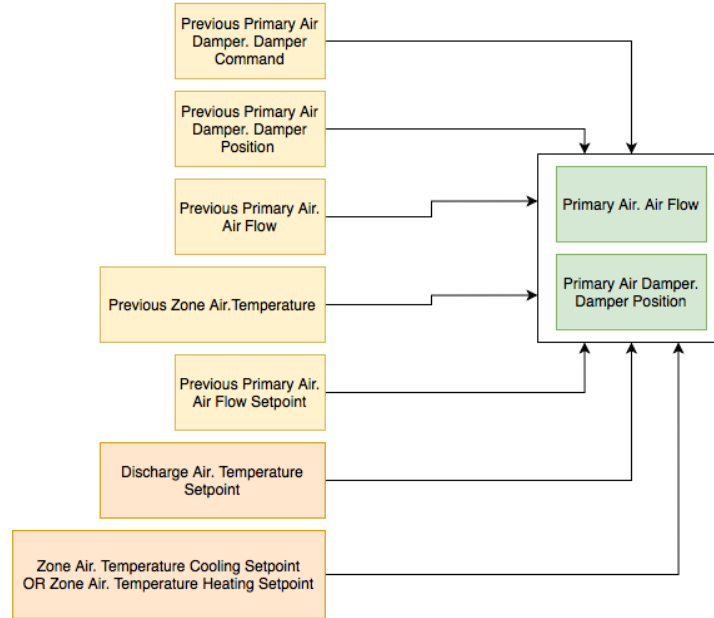 Previous Primary Air
Damper. Damper
Command
Previous Primary Air
Damper. Damper
Position
Previous Primary Air.
Air Flow
Previous Zone Air.Temperature
Previous Primary Air.
Air Flow Setpoint
Discharge Air. Temperature
Setpoint
Zone Air. Temperature Cooling Setpoint
OR Zone Air. Temperature Heating Setpoint
Primary Air. Air Flow
Primary Air Damper.
Damper Position